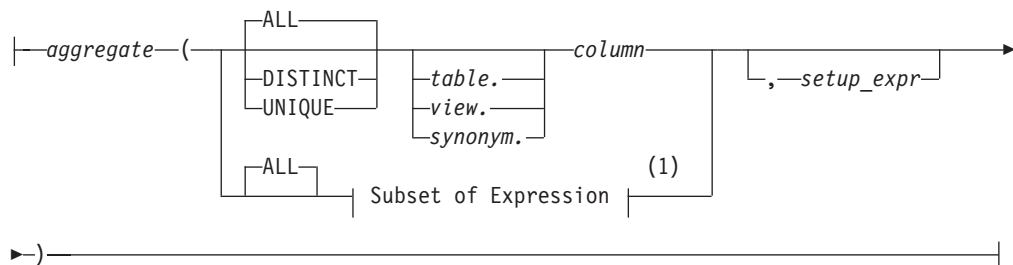 ALL
aggregate ( column
DISTINCT table. , setup_expr
UNIQUE view.
synonym.
ALL (1)
Subset of Expression
)